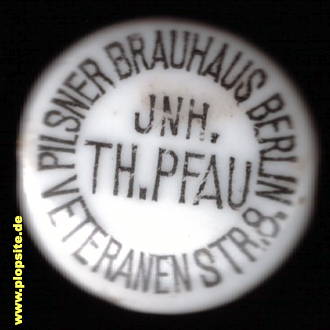 PILSNER BRAUHAUS BERLIN N
JNH.
TH. PFAU
VETERANENSTR. 8.
www.plopsite.de